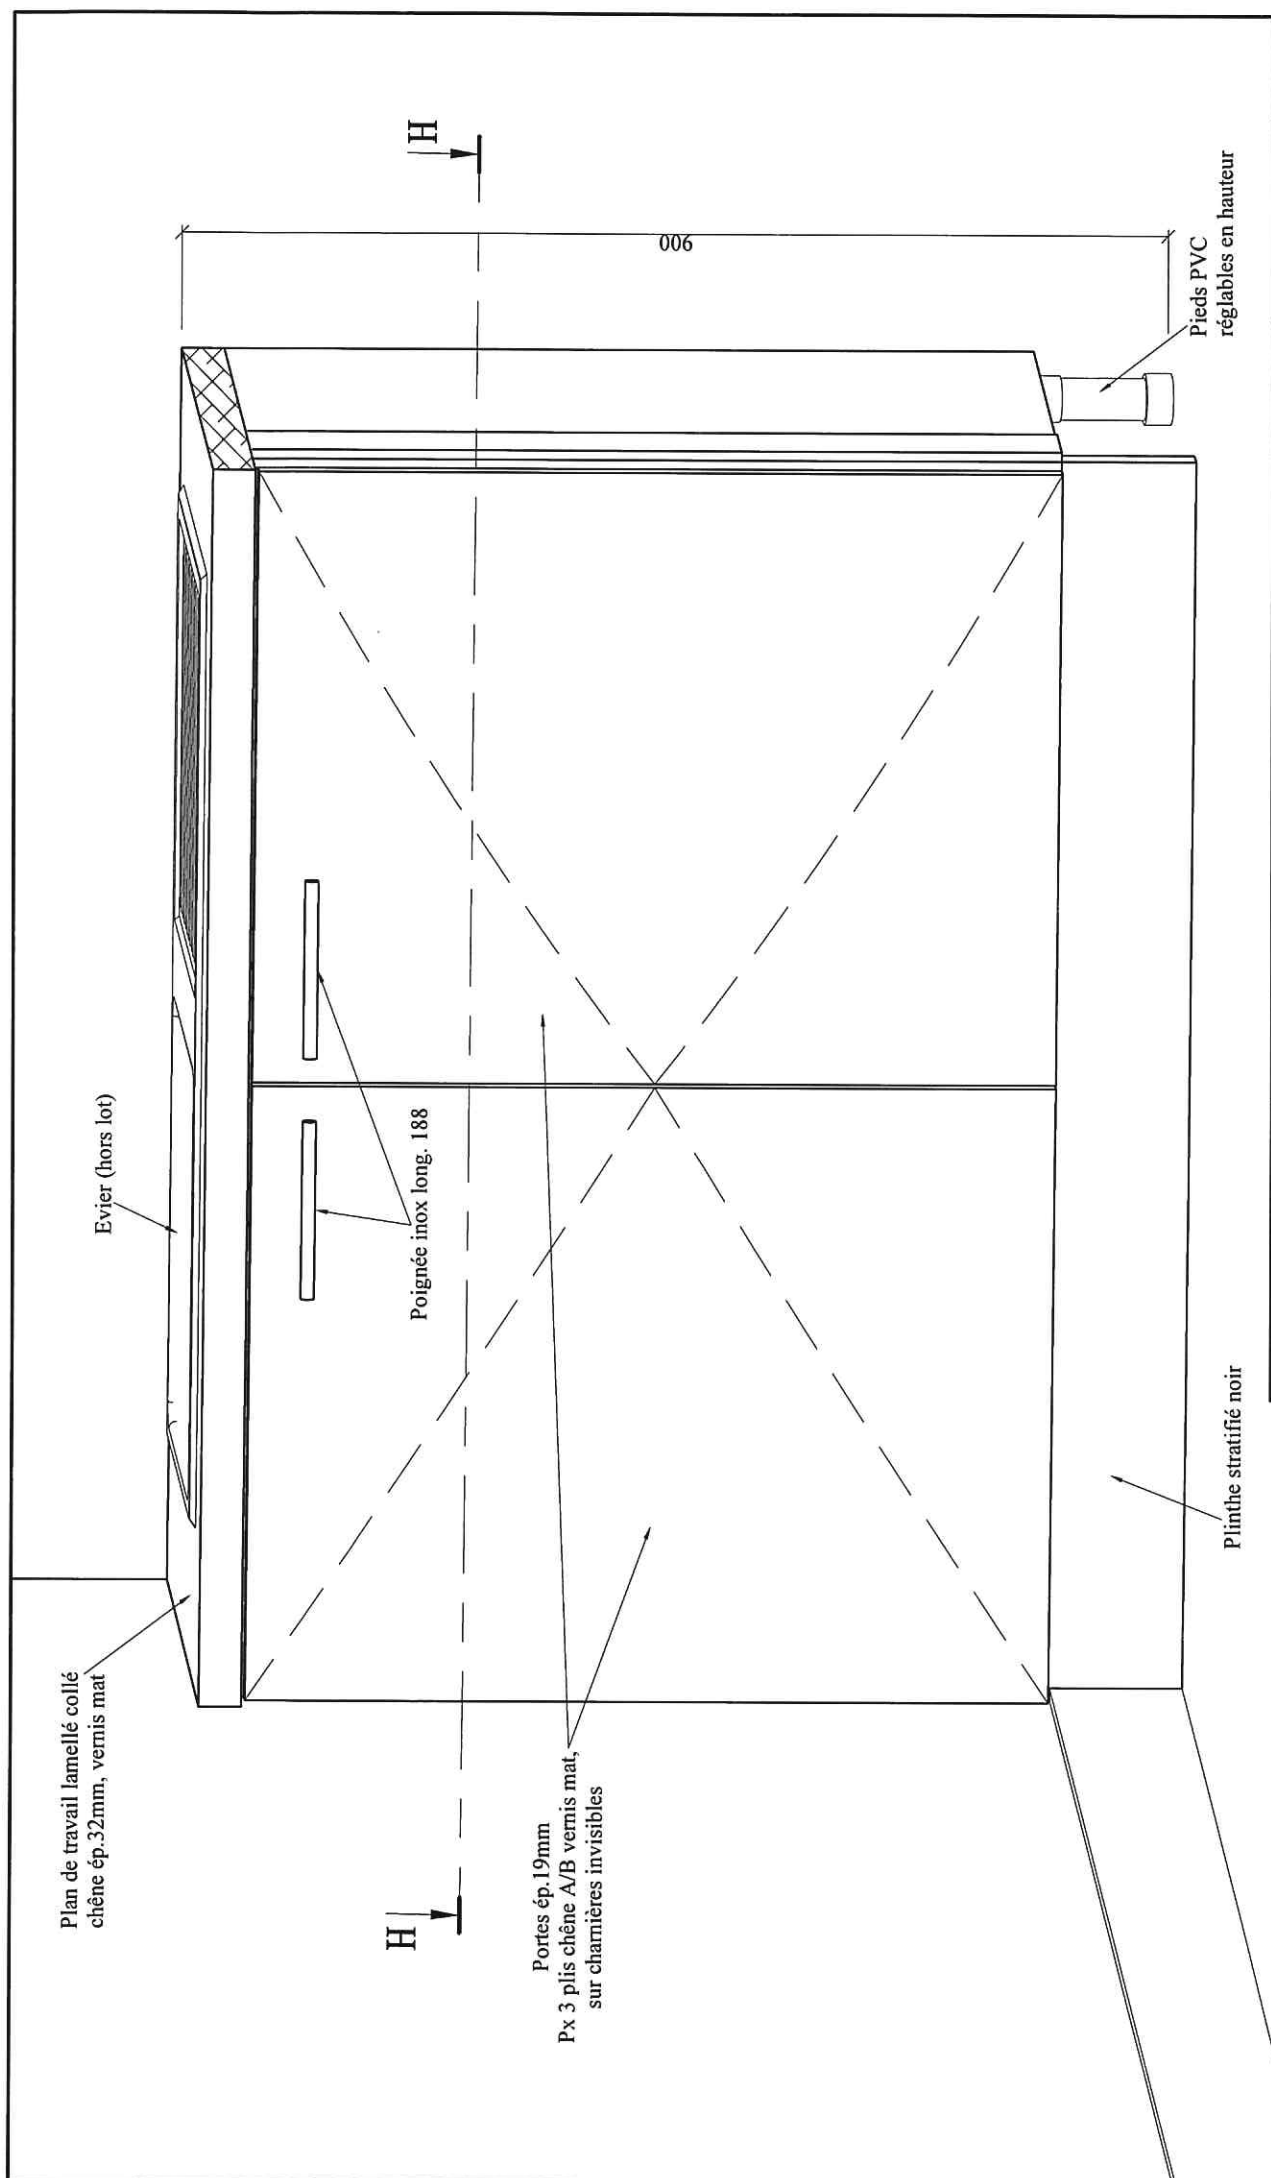 Plan de travail lamellé collé
chêne ép.32mm, vernis mat
Evier (hors lot)
H
H
Poignée inox long. 188
Portes ép.19mm
Px 3 plis chêne A/B vernis mat,
sur charnières invisibles
900
Pieds PVC
réglables en hauteur
Plinthe stratifié noir